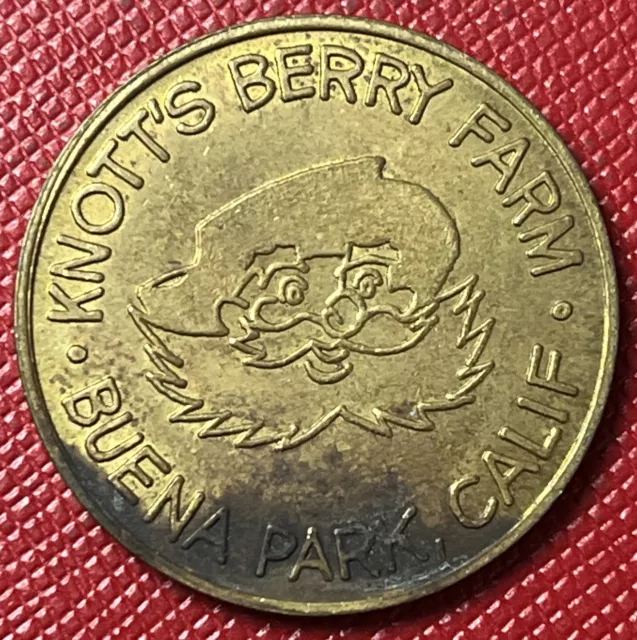 KNOTT'S BERRY FARM
BUENA PARK, CALIF